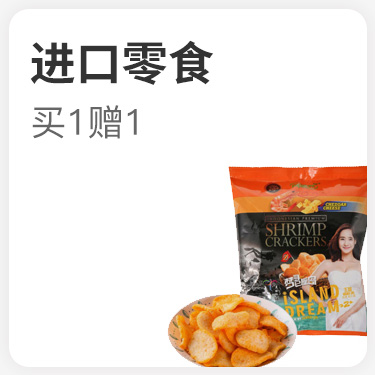 进口零食
买1赠1
CHEDDAR
CHEESE
SHRIMP
CRACKERS
iSLAND
DREAM